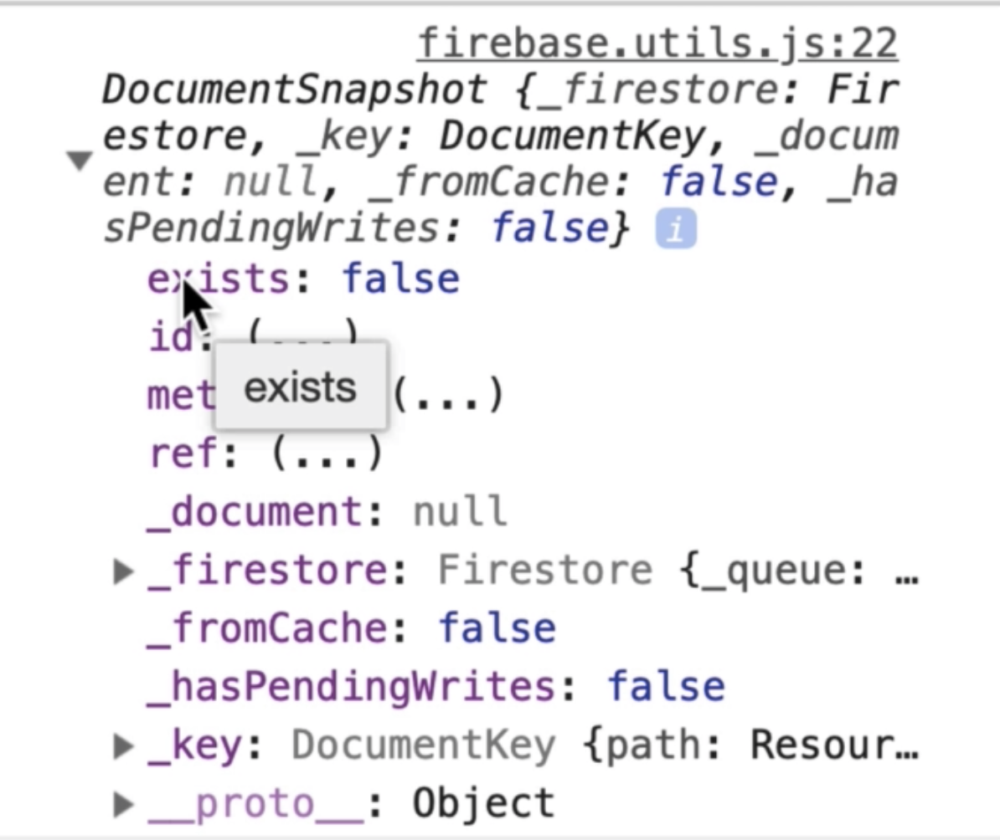 firebase.utils.js:22
DocumentSnapshot {_firestore: Fir
estore, _key: DocumentKey, _docum
ent: null, _fromCache: false, _ha
sPendingWrites: false} i
exists: false
id: (...)
exists
met (...)
ref: (...)
_document: null
_firestore: Firestore {_queue: …
_fromCache: false
_hasPendingWrites: false
_key: DocumentKey {path: Resour…
__proto__: Object